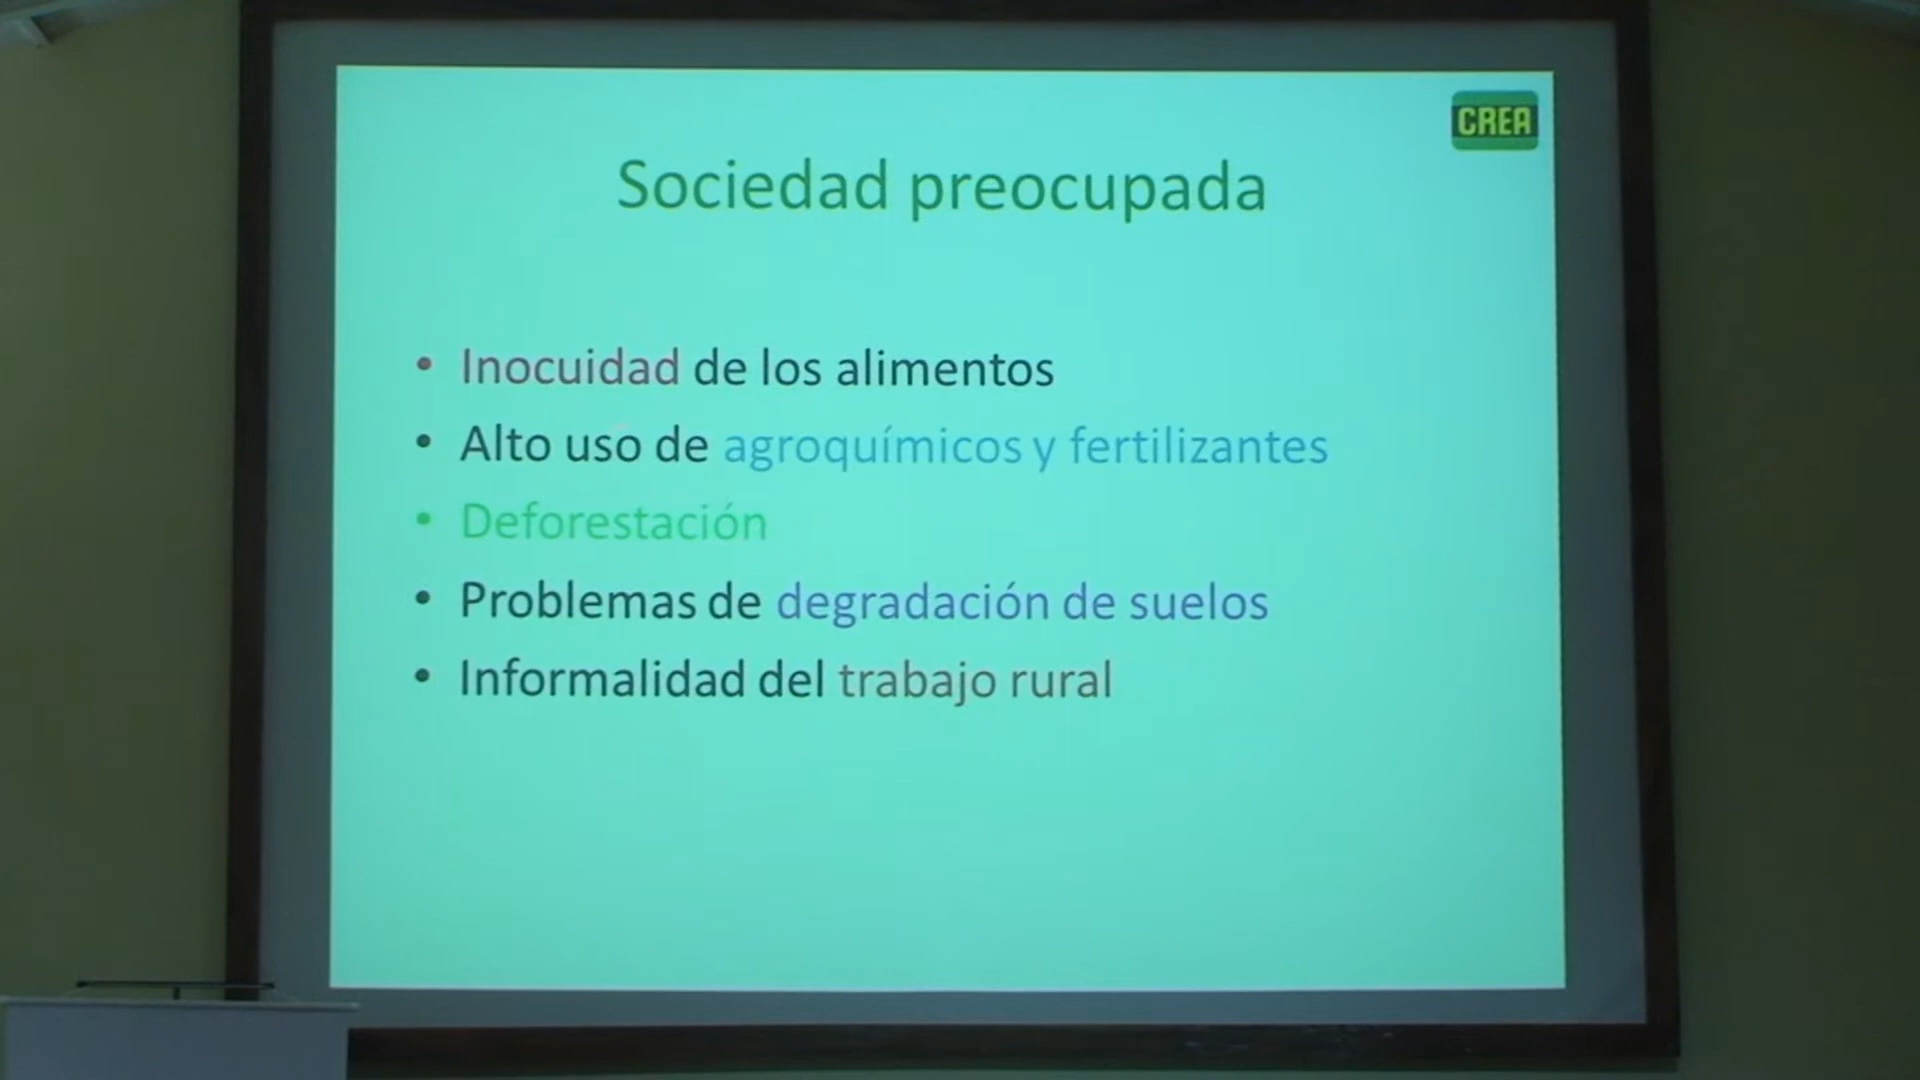 CREA
Sociedad preocupada
• Inocuidad de los alimentos
• Alto uso de agroquímicos y fertilizantes
• Deforestación
• Problemas de degradación de suelos
• Informalidad del trabajo rural